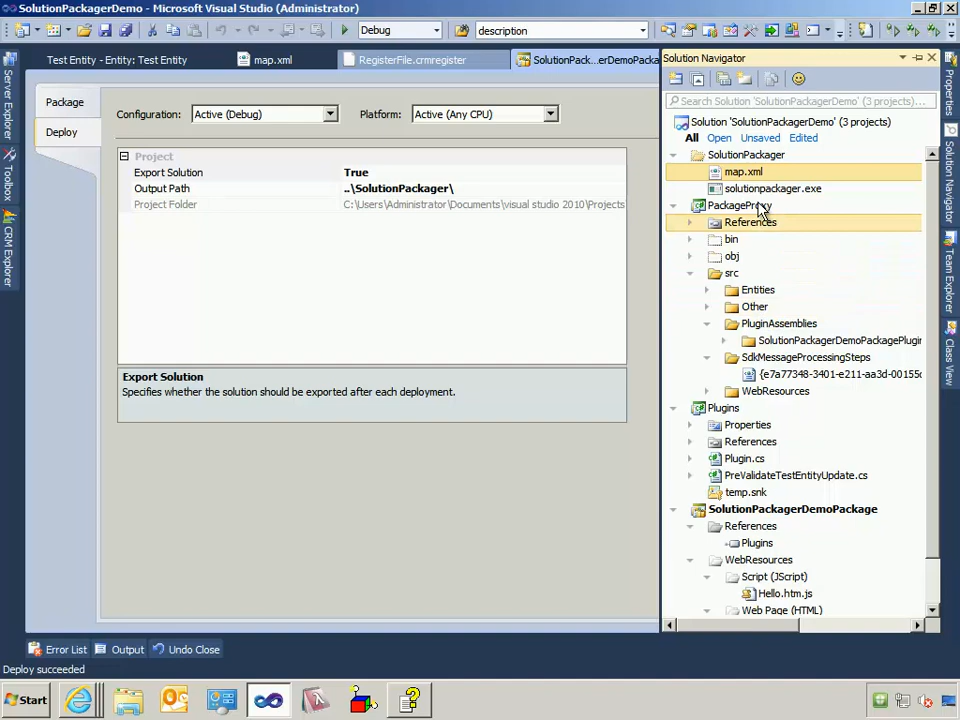 SolutionPackagerDemo - Microsoft Visual Studio (Administrator)
Debug
description
Test Entity - Entity: Test Entity
map.xml
RegisterFile.crmregister
SolutionPack...erDemoPacka
Server Explorer
Toolbox
CRM Explorer
Package
Deploy
Configuration:
Active (Debug)
Platform:
Active (Any CPU)
Project
Export Solution
True
Output Path
..\SolutionPackager\
Project Folder
C:\Users\Administrator\Documents\visual studio 2010\Projects
Export Solution
Specifies whether the solution should be exported after each deployment.
Solution Navigator
Search Solution 'SolutionPackagerDemo' (3 projects)...
Solution 'SolutionPackagerDemo' (3 projects)
All Open Unsaved Edited
SolutionPackager
map.xml
solutionpackager.exe
PackageProxy
References
bin
obj
src
Entities
Other
PluginAssemblies
SolutionPackagerDemoPackagePlugin
SdkMessageProcessingSteps
{e7a77348-3401-e211-aa3d-00155d
WebResources
Plugins
Properties
References
Plugin.cs
PreValidateTestEntityUpdate.cs
temp.snk
SolutionPackagerDemoPackage
References
Plugins
WebResources
Script (JScript)
Hello.htm.js
Web Page (HTML)
Properties
Solution Navigator
Team Explorer
Class View
Error List
Output
Undo Close
Deploy succeeded
Start